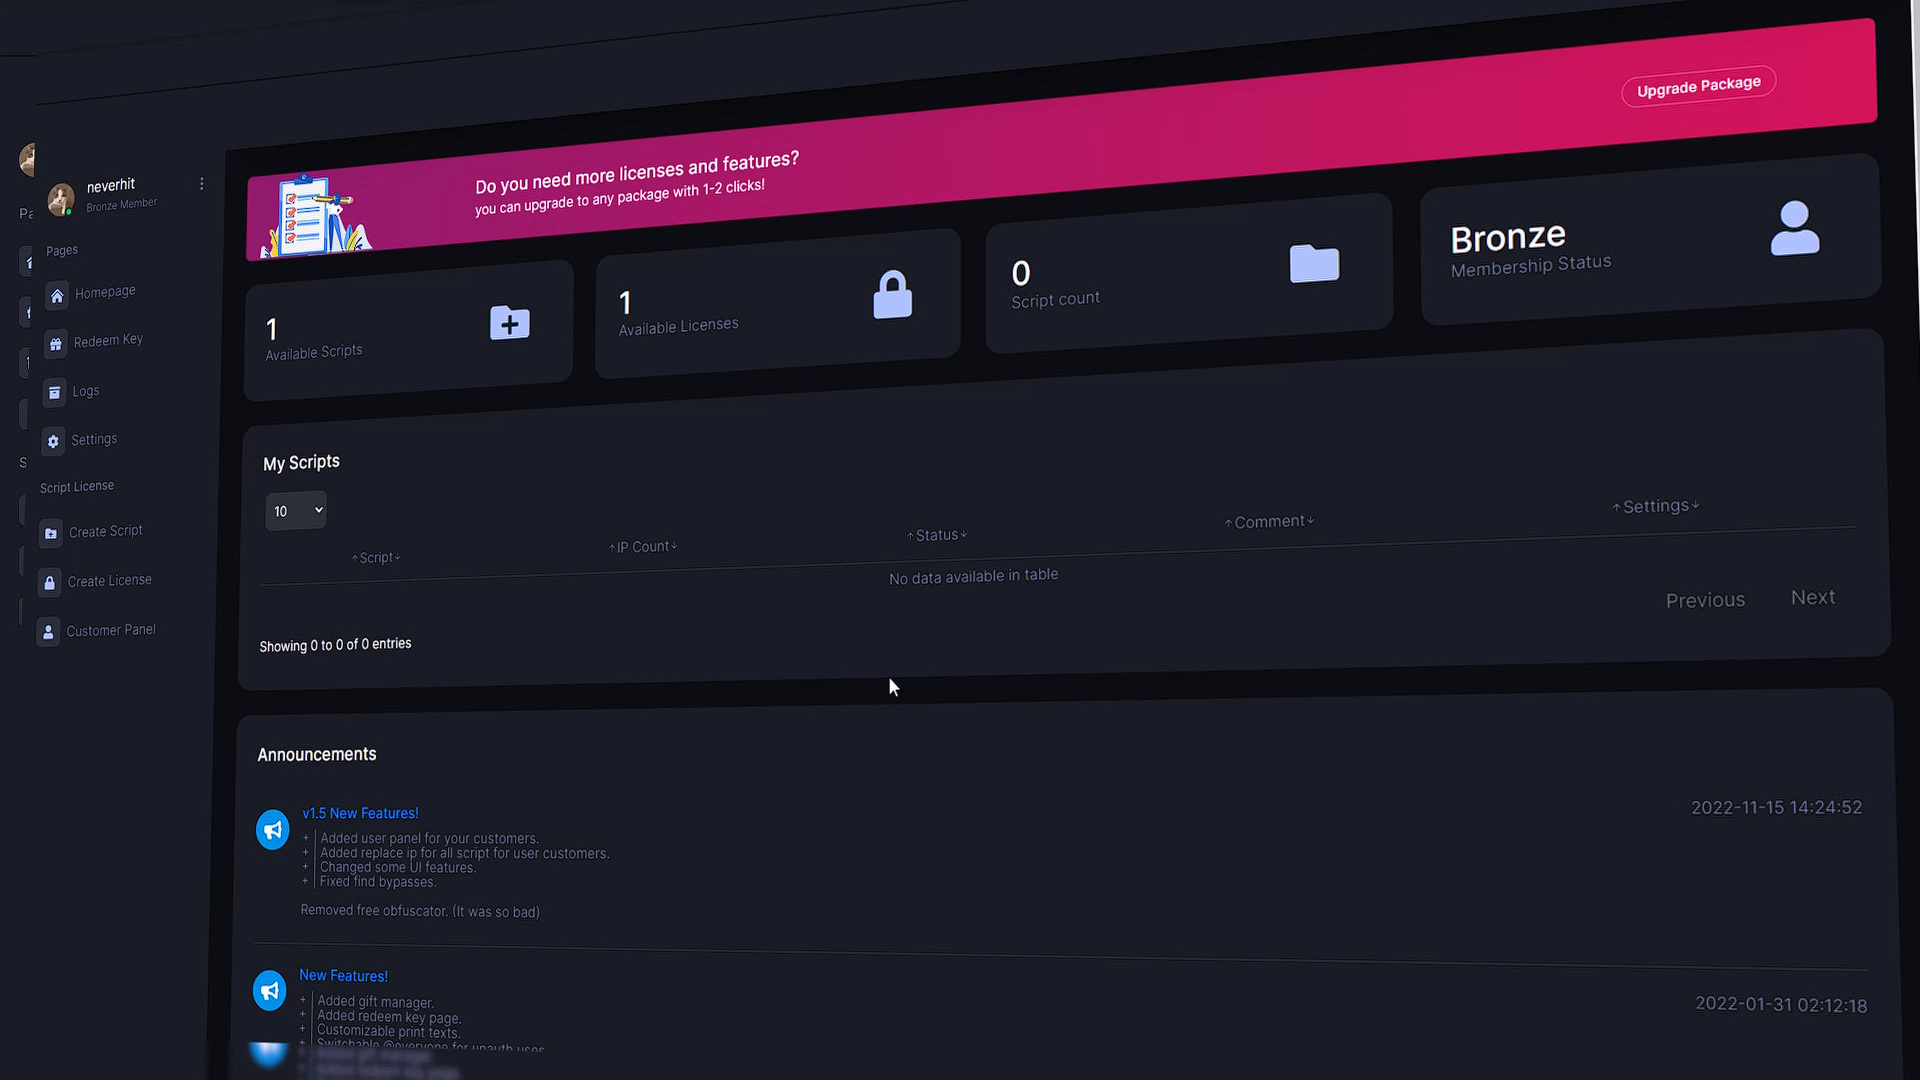 Do you need more licenses and features?
you can upgrade to any package with 1-2 clicks!
Upgrade Package
neverhit
Bronze Member
Pages
Homepage
Redeem Key
Logs
Settings
Script License
Create Script
Create License
Customer Panel
1
Available Scripts
1
Available Licenses
0
Script count
Bronze
Membership Status
My Scripts
10
↑Script↓ ↑IP Count↓ ↑Status↓ ↑Comment↓ ↑Settings↓
No data available in table
Showing 0 to 0 of 0 entries
Previous Next
Announcements
v1.5 New Features!
2022-11-15 14:24:52
+ | Added user panel for your customers.
+ | Added replace ip for all script for user customers.
+ | Changed some UI features.
+ | Fixed find bypasses.
Removed free obfuscator. (It was so bad)
New Features!
2022-01-31 02:12:18
+ | Added gift manager.
+ | Added redeem key page.
+ | Customizable print texts.
+ | Switchable @everyone for unauth uses